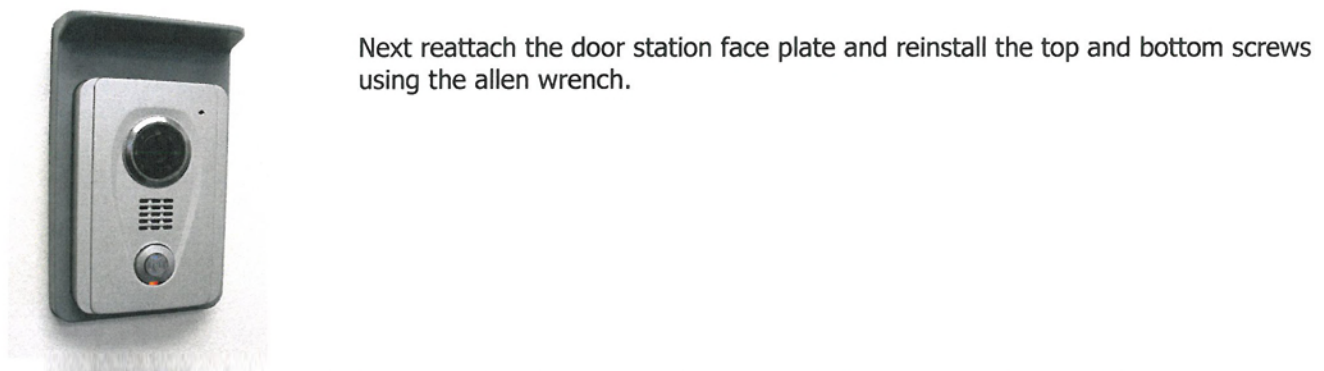 Next reattach the door station face plate and reinstall the top and bottom screws
using the allen wrench.